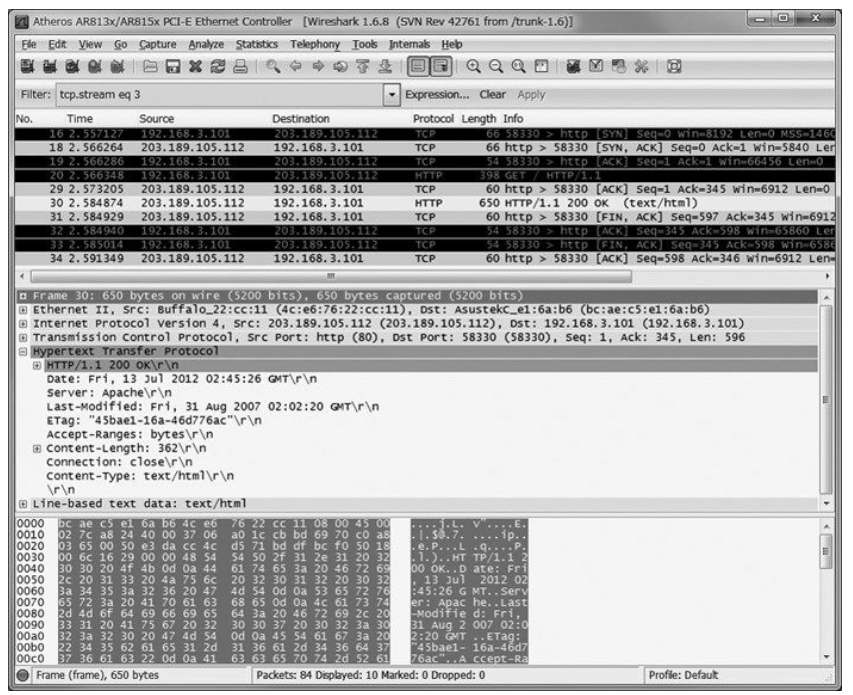 Atheros AR813x/AR815x PCI-E Ethernet Controller [Wireshark 1.6.8 (SVN Rev 42761 from /trunk-1.6)]
File Edit View Go Capture Analyze Statistics Telephony Tools Internals Help
Filter: tcp.stream eq 3 Expression... Clear Apply
No. Time Source Destination Protocol Length Info
16 2.557127 192.168.3.101 203.189.105.112 TCP 66 58330 > http [SYN] Seq=0 Win=8192 Len=0 MSS=1460
18 2.566264 203.189.105.112 192.168.3.101 TCP 66 http > 58330 [SYN, ACK] Seq=0 Ack=1 Win=5840 Len
19 2.566286 192.168.3.101 203.189.105.112 TCP 54 58330 > http [ACK] Seq=1 Ack=1 Win=66456 Len=0
20 2.566348 192.168.3.101 203.189.105.112 HTTP 398 GET / HTTP/1.1
29 2.573205 203.189.105.112 192.168.3.101 TCP 60 http > 58330 [ACK] Seq=1 Ack=345 Win=6912 Len=0
30 2.584874 203.189.105.112 192.168.3.101 HTTP 650 HTTP/1.1 200 OK (text/html)
31 2.584929 203.189.105.112 192.168.3.101 TCP 60 http > 58330 [FIN, ACK] Seq=597 Ack=345 Win=6912
32 2.584940 192.168.3.101 203.189.105.112 TCP 54 58330 > http [ACK] Seq=345 Ack=598 Win=65860 Len
33 2.585014 192.168.3.101 203.189.105.112 TCP 54 58330 > http [FIN, ACK] Seq=345 Ack=598 Win=6586
34 2.591349 203.189.105.112 192.168.3.101 TCP 60 http > 58330 [ACK] Seq=598 Ack=346 Win=6912 Len=
Frame 30: 650 bytes on wire (5200 bits), 650 bytes captured (5200 bits)
Ethernet II, Src: Buffalo_22:cc:11 (4c:e6:76:22:cc:11), Dst: AsustekC_e1:6a:b6 (bc:ae:c5:e1:6a:b6)
Internet Protocol Version 4, Src: 203.189.105.112 (203.189.105.112), Dst: 192.168.3.101 (192.168.3.101)
Transmission Control Protocol, Src Port: http (80), Dst Port: 58330 (58330), Seq: 1, Ack: 345, Len: 596
Hypertext Transfer Protocol
HTTP/1.1 200 OK\r\n
Date: Fri, 13 Jul 2012 02:45:26 GMT\r\n
Server: Apache\r\n
Last-Modified: Fri, 31 Aug 2007 02:02:20 GMT\r\n
ETag: "45bae1-16a-46d776ac"\r\n
Accept-Ranges: bytes\r\n
Content-Length: 362\r\n
Connection: close\r\n
Content-Type: text/html\r\n
\r\n
Line-based text data: text/html
0000 bc ae c5 e1 6a b6 4c e6 76 22 cc 11 08 00 45 00 ....j.L. v"....E.
0010 02 7c a8 24 40 00 37 06 a0 1c cb bd 69 70 c0 a8 .|.$@.7. ....ip..
0020 03 65 00 50 e3 da cc 4c d5 71 bd df bc f0 50 18 .e.P...L .q....P.
0030 00 6c 16 29 00 00 48 54 54 50 2f 31 2e 31 20 32 .l.)..HT TP/1.1 2
0040 30 30 20 4f 4b 0d 0a 44 61 74 65 3a 20 46 72 69 00 OK..D ate: Fri
0050 2c 20 31 33 20 4a 75 6c 20 32 30 31 32 20 30 32 , 13 Jul 2012 02
0060 3a 34 35 3a 32 36 20 47 4d 54 0d 0a 53 65 72 76 :45:26 G MT..Serv
0070 65 72 3a 20 41 70 61 63 68 65 0d 0a 4c 61 73 74 er: Apac he..Last
0080 2d 4d 6f 64 69 66 69 65 64 3a 20 46 72 69 2c 20 -Modifie d: Fri,
0090 33 31 20 41 75 67 20 32 30 30 37 20 30 32 3a 30 31 Aug 2 007 02:0
00a0 32 3a 32 30 20 47 4d 54 0d 0a 45 54 61 67 3a 20 2:20 GMT ..ETag:
00b0 22 34 35 62 61 65 31 2d 31 36 61 2d 34 36 64 37 "45bae1- 16a-46d7
00c0 37 36 61 63 22 0d 0a 41 63 63 65 70 74 2d 52 61 76ac"..A ccept-Ra
Frame (frame), 650 bytes Packets: 84 Displayed: 10 Marked: 0 Dropped: 0 Profile: Default